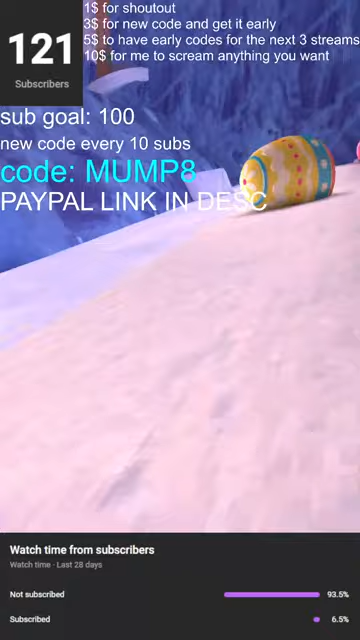 121
Subscribers
1$ for shoutout
3$ for new code and get it early
5$ to have early codes for the next 3 streams
10$ for me to scream anything you want
sub goal: 100
new code every 10 subs
code: MUMP8
PAYPAL LINK IN DESC
Watch time from subscribers
Watch time · Last 28 days
Not subscribed 93.5%
Subscribed 6.5%